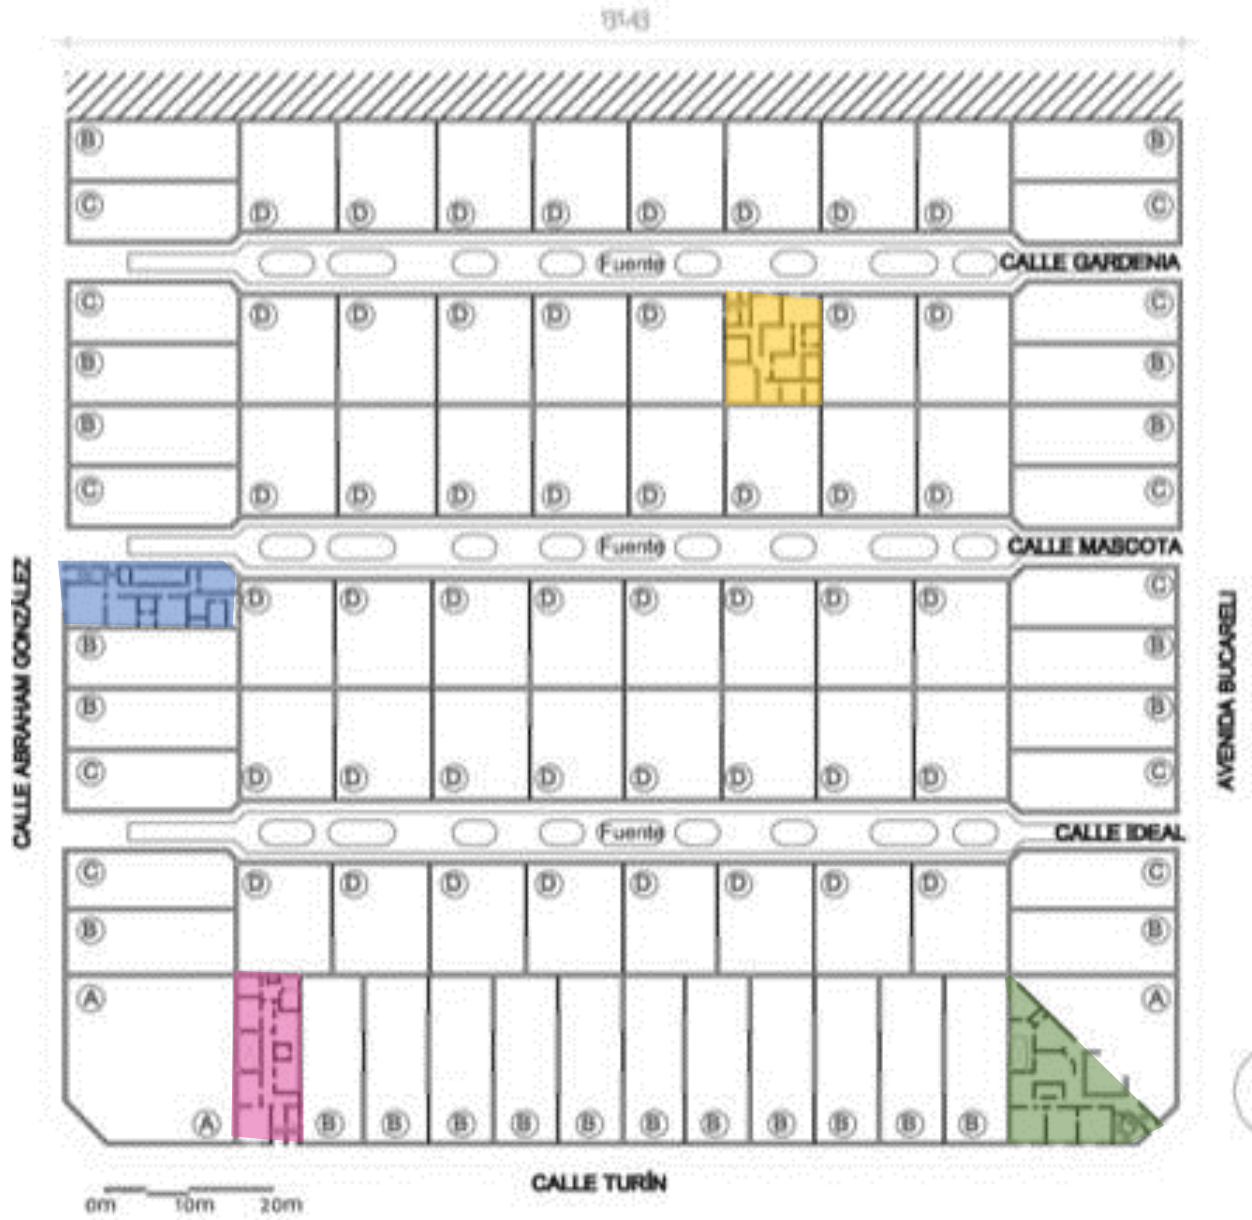 B B
C D D D D D D D D C
Fuente CALLE GARDENIA
C D D D D D D D C
B B
B B
C D D D D D D D D C
Fuente CALLE MASCOTA
D D D D D D D D C
B B
B B
C D D D D D D D D C
Fuente CALLE IDEAL
C D D D D D D D D C
B B
A A
A B B B B B B B B B B B
CALLE ABRAHAM GONZÁLEZ
AVENIDA BUCARELI
CALLE TURÍN
0m 10m 20m